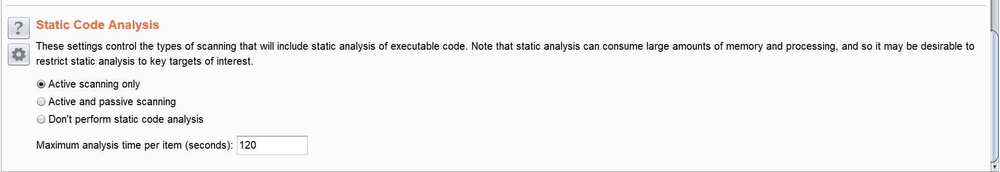 ?
Static Code Analysis
These settings control the types of scanning that will include static analysis of executable code. Note that static analysis can consume large amounts of memory and processing, and so it may be desirable to
restrict static analysis to key targets of interest.
Active scanning only
Active and passive scanning
Don't perform static code analysis
Maximum analysis time per item (seconds): 120